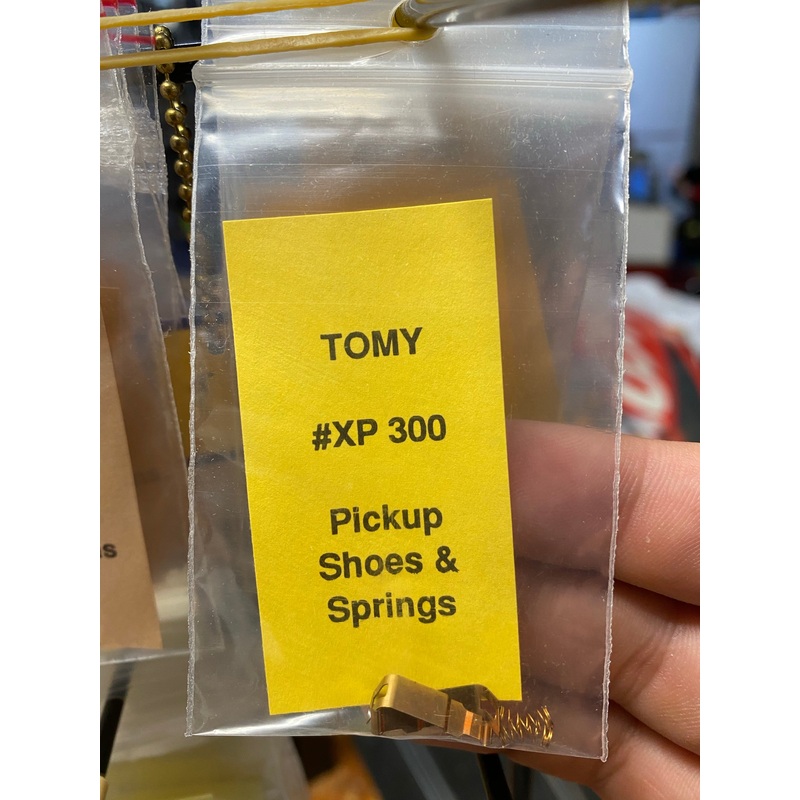 TOMY
#XP 300
Pickup
Shoes &
Springs